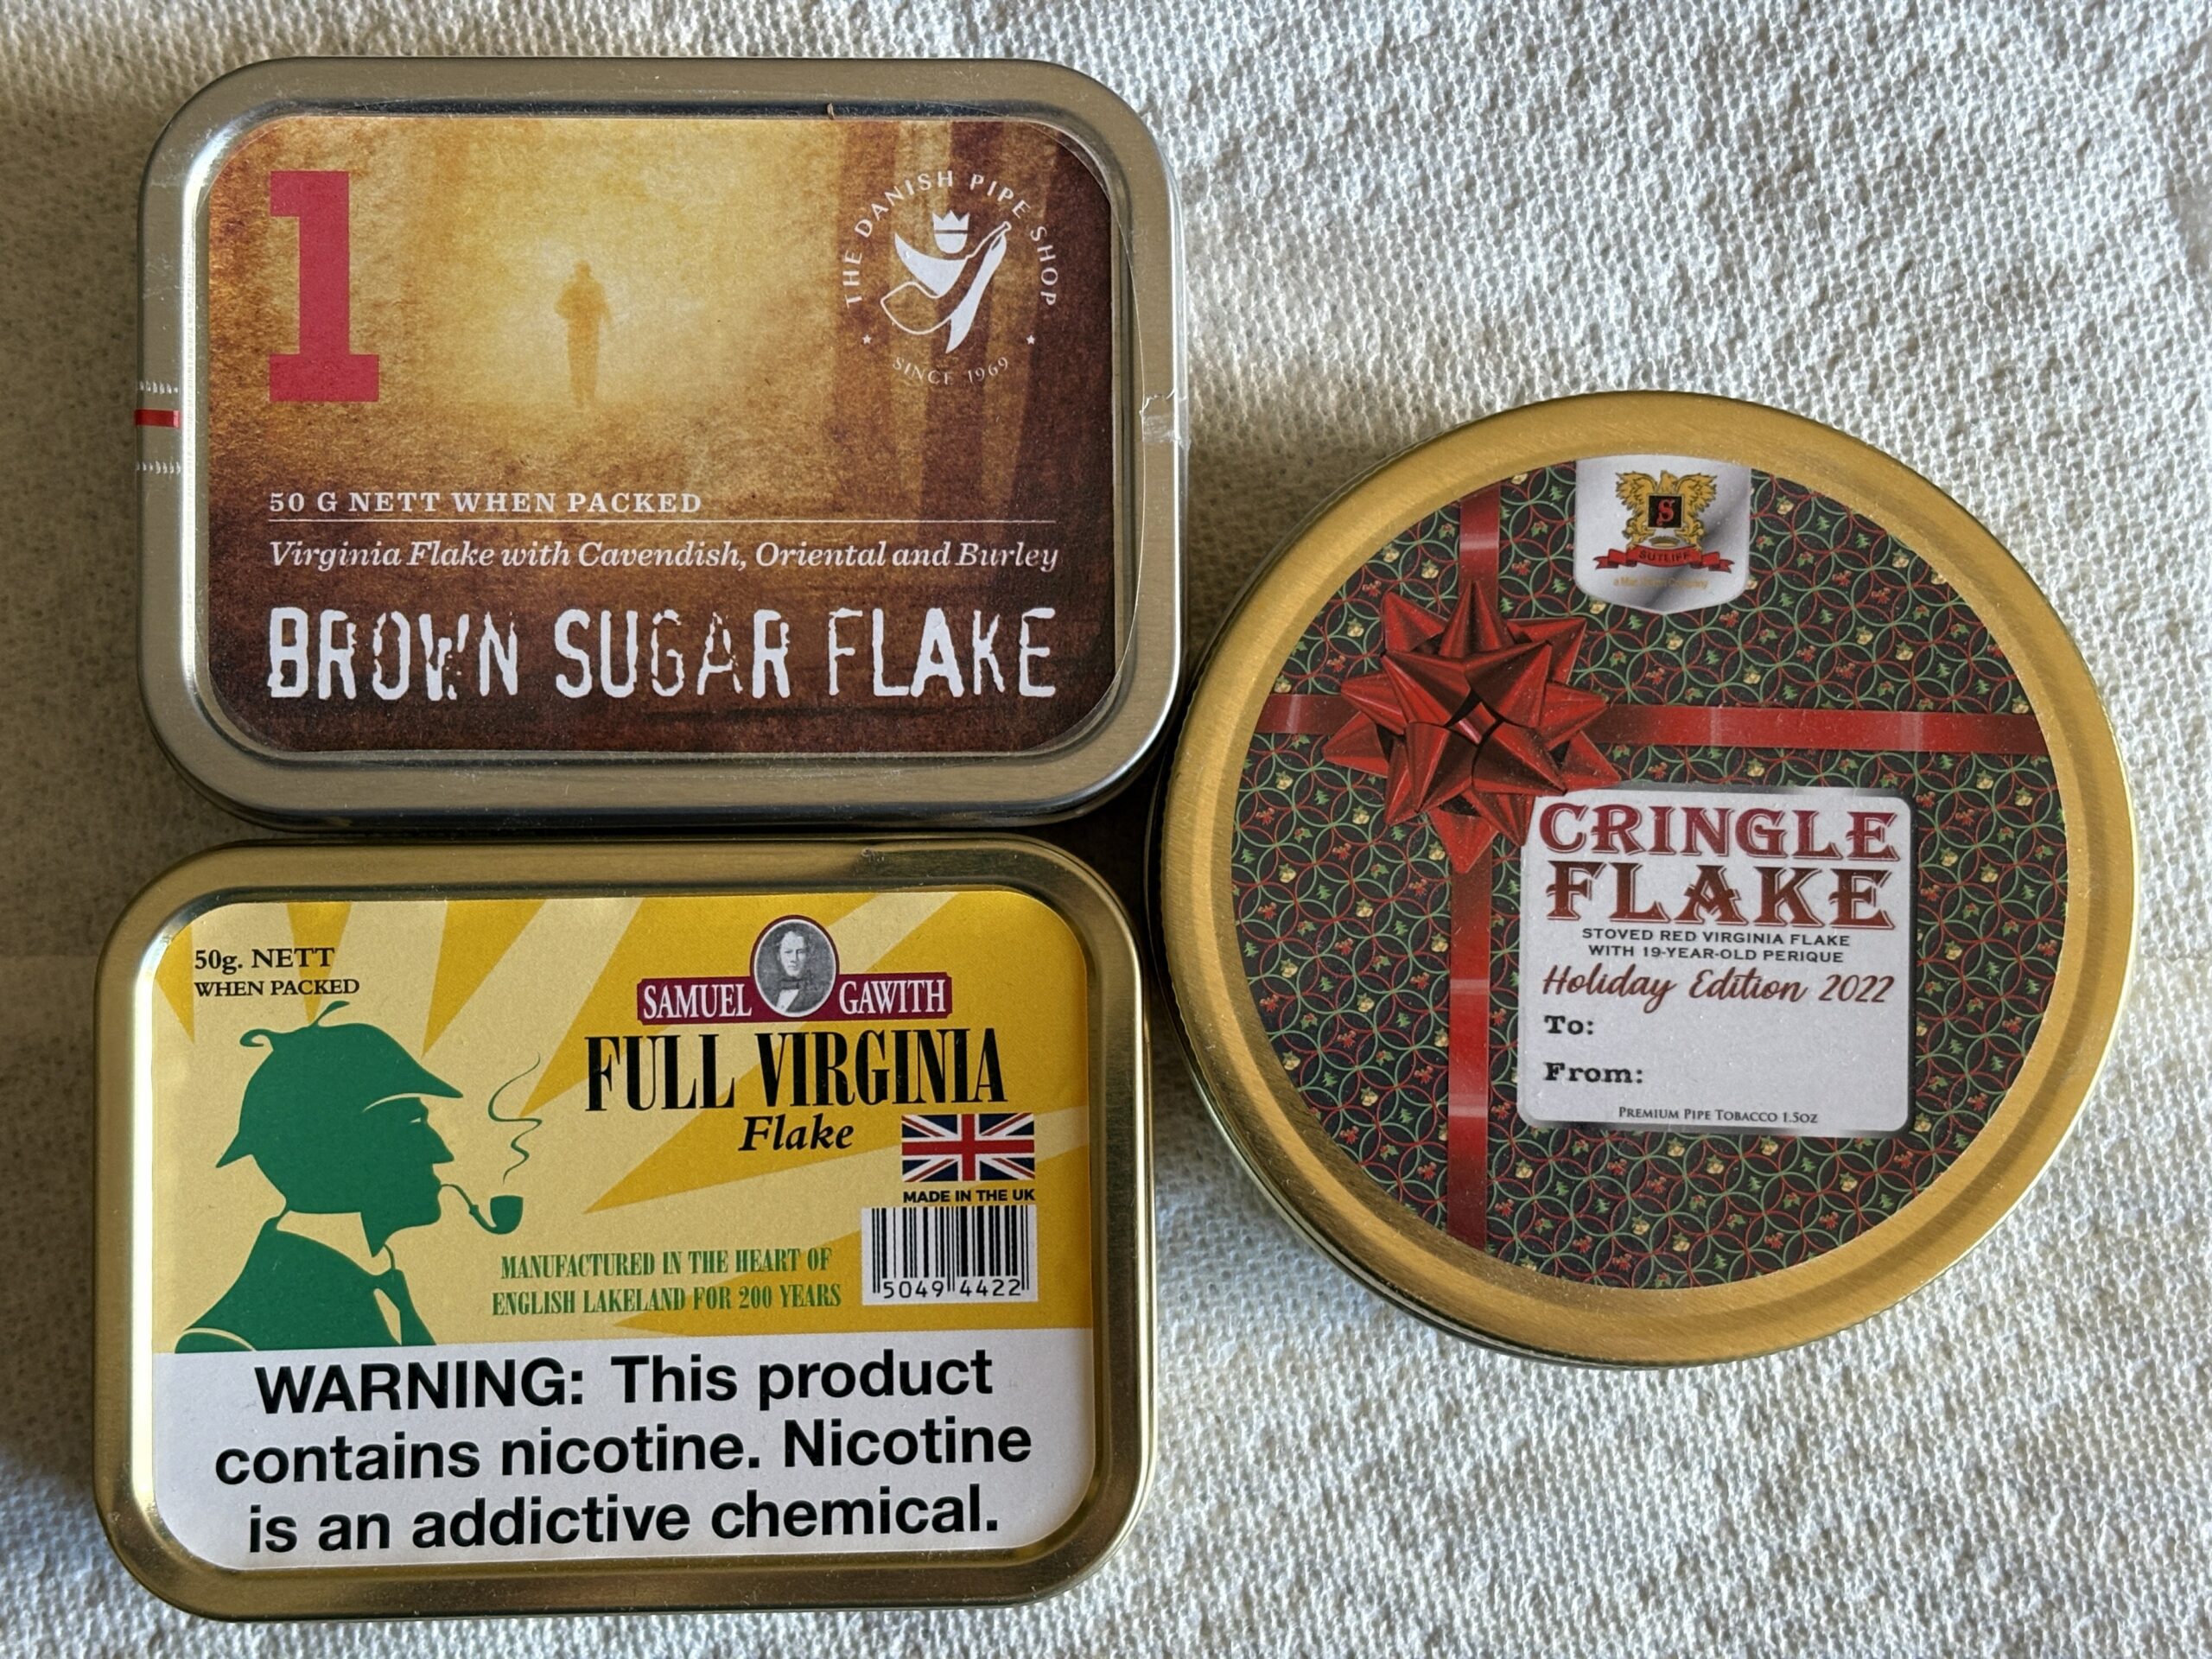 1
THE DANISH PIPE SHOP
SINCE 1969
50 G NETT WHEN PACKED
Virginia Flake with Cavendish, Oriental and Burley
BROWN SUGAR FLAKE
50g. NETT
WHEN PACKED
SAMUEL GAWITH
FULL VIRGINIA
Flake
MADE IN THE UK
MANUFACTURED IN THE HEART OF
ENGLISH LAKELAND FOR 200 YEARS
5049 4422
WARNING: This product
contains nicotine. Nicotine
is an addictive chemical.
S
SUTLIFF
CRINGLE
FLAKE
STOVED RED VIRGINIA FLAKE
WITH 19-YEAR-OLD PERIQUE
Holiday Edition 2022
To:
From:
PREMIUM PIPE TOBACCO 1.5OZ